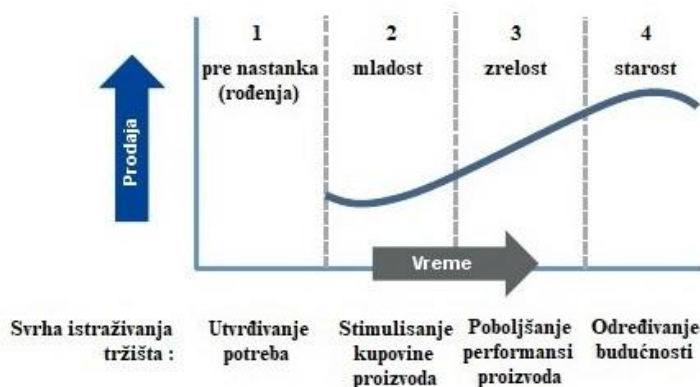 1
2
3
4
pre nastanka
(rođenja)
mladost
zrelost
starost
Prodaja
Vreme
Svrha istraživanja
tržišta :
Utvrđivanje
potreba
Stimulisanje
kupovine
proizvoda
Poboljšanje
performansi
proizvoda
Određivanje
budućnosti